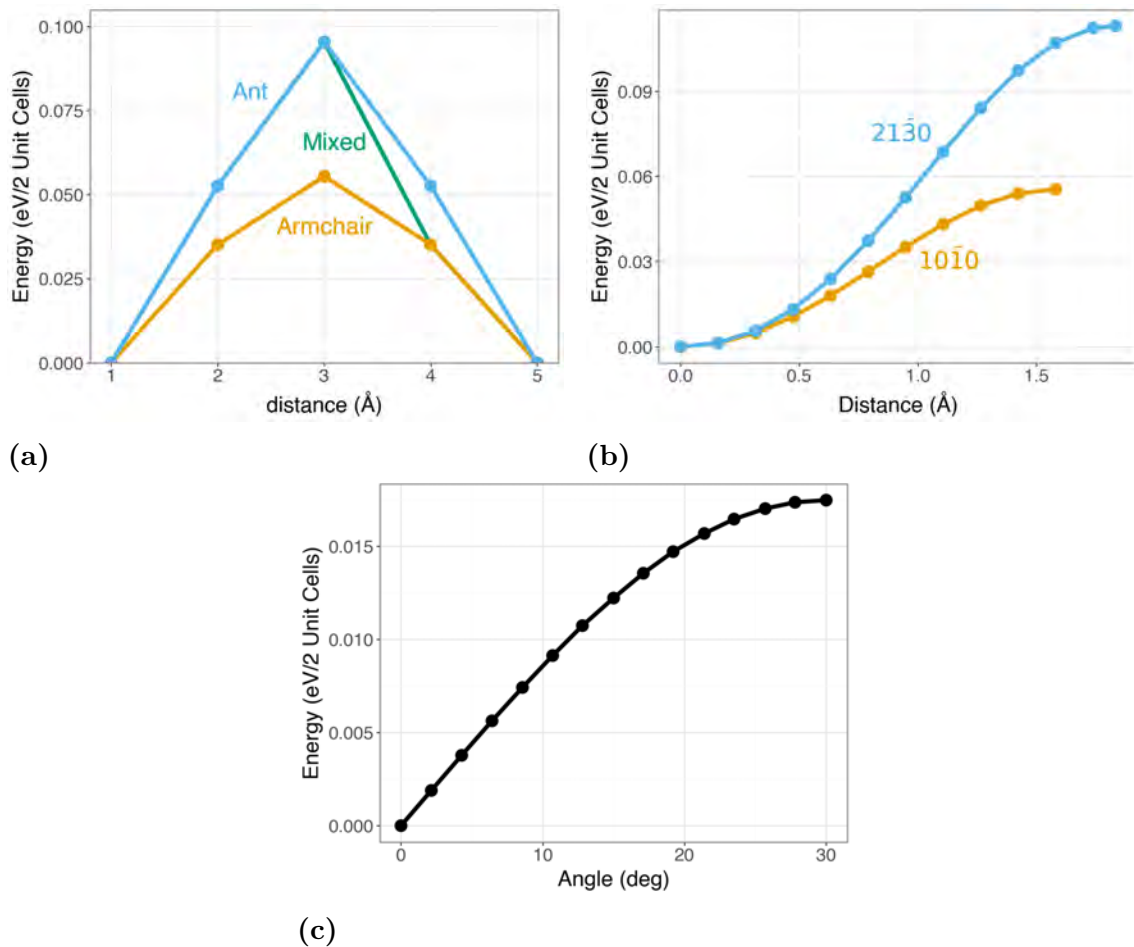 Energy (eV/2 Unit Cells)
0.100
0.075
0.050
0.025
0.000
Ant
Mixed
Armchair
1 2 3 4 5
distance (Å)
(a)
Energy (eV/2 Unit Cells)
0.09
0.06
0.03
0.00
213̄0
101̄0
0.0 0.5 1.0 1.5
Distance (Å)
(b)
Energy (eV/2 Unit Cells)
0.015
0.010
0.005
0.000
0 10 20 30
Angle (deg)
(c)